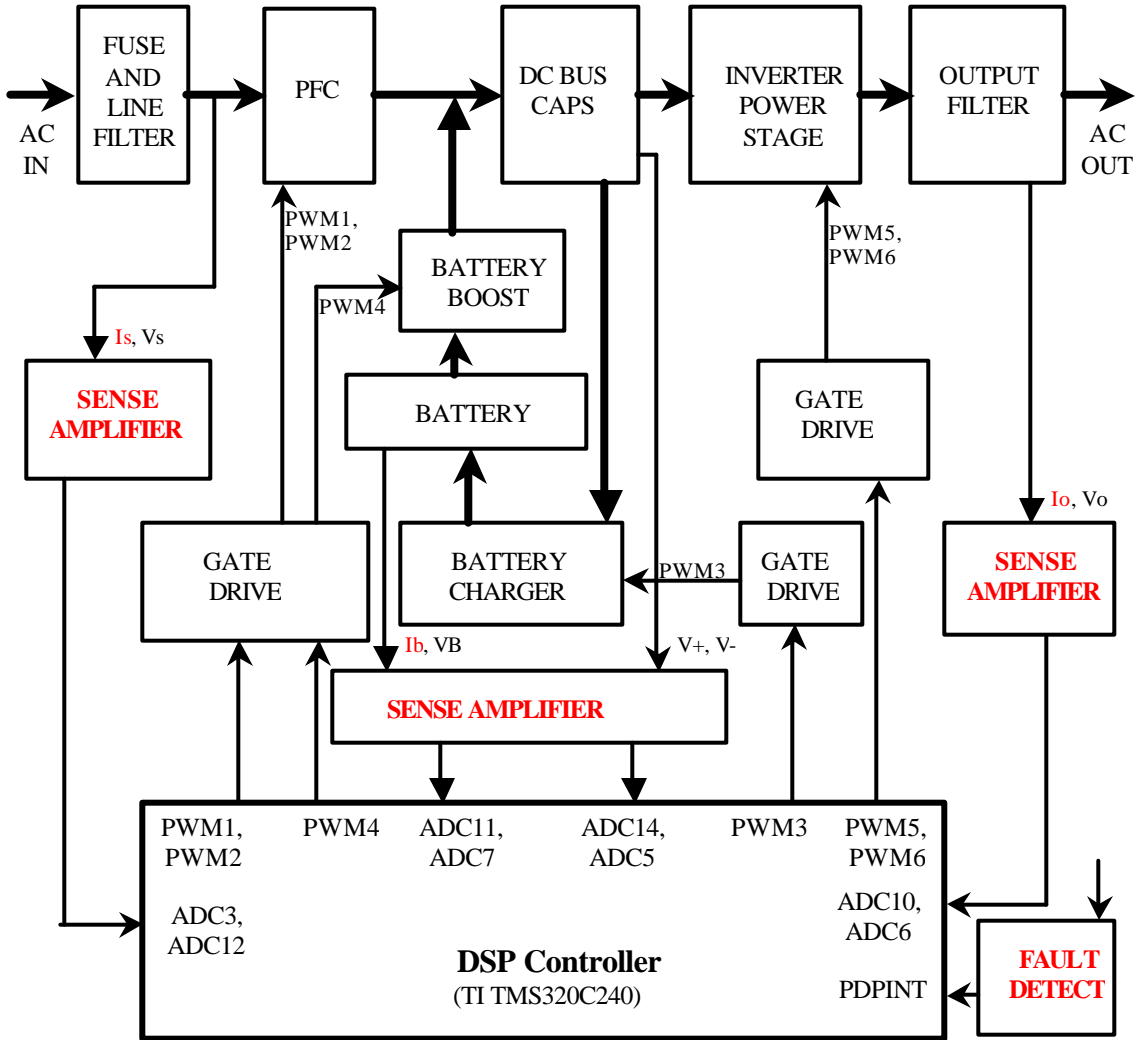 FUSE
AND
LINE
FILTER
PFC
DC BUS
CAPS
INVERTER
POWER
STAGE
OUTPUT
FILTER
AC
IN
AC
OUT
PWM1,
PWM2
PWM5,
PWM6
BATTERY
BOOST
PWM4
Is, Vs
SENSE
AMPLIFIER
BATTERY
GATE
DRIVE
Io, Vo
GATE
DRIVE
BATTERY
CHARGER
PWM3
GATE
DRIVE
SENSE
AMPLIFIER
Ib, VB
V+, V-
SENSE AMPLIFIER
PWM1,
PWM2
PWM4
ADC11,
ADC7
ADC14,
ADC5
PWM3
PWM5,
PWM6
ADC3,
ADC12
ADC10,
ADC6
DSP Controller
(TI TMS320C240)
PDPINT
FAULT
DETECT